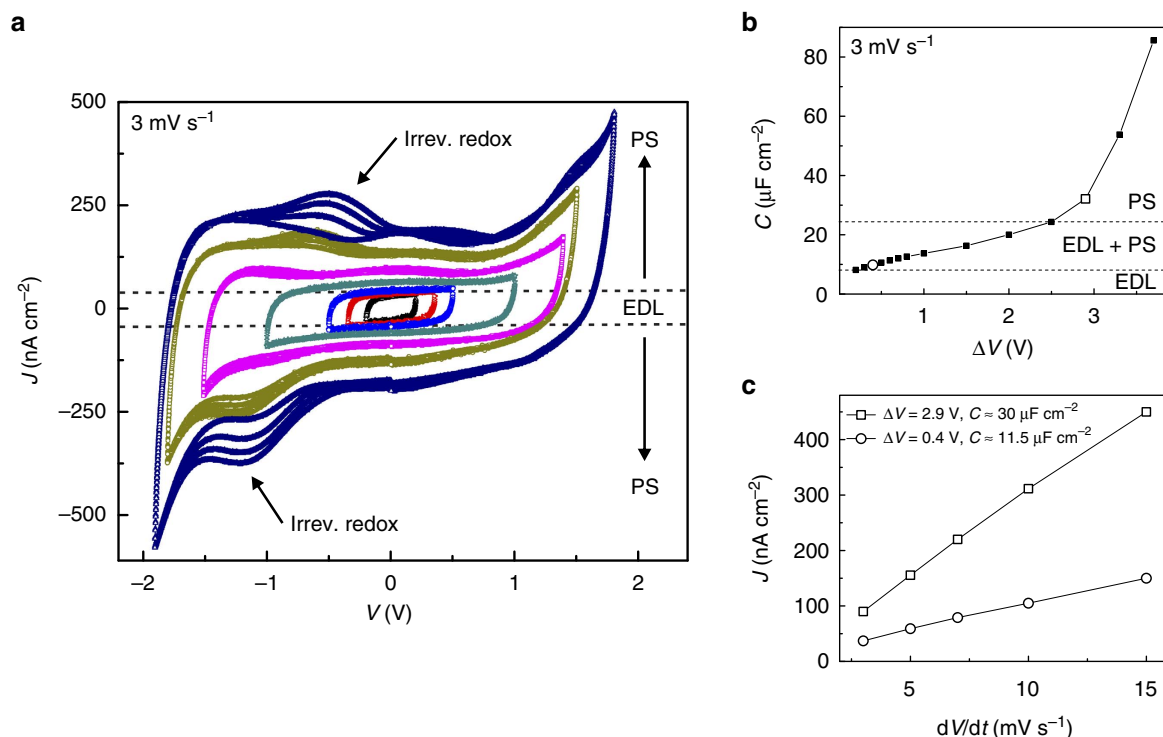 a
3 mV s⁻¹
Irrev. redox
PS
EDL
PS
Irrev. redox
500
250
0
−250
−500
J (nA cm⁻²)
−2
−1
0
1
2
V (V)
b
3 mV s⁻¹
PS
EDL + PS
EDL
80
60
40
20
0
C (μF cm⁻²)
1
2
3
ΔV (V)
c
ΔV = 2.9 V, C ≈ 30 μF cm⁻²
ΔV = 0.4 V, C ≈ 11.5 μF cm⁻²
400
300
200
100
0
J (nA cm⁻²)
5
10
15
dV/dt (mV s⁻¹)